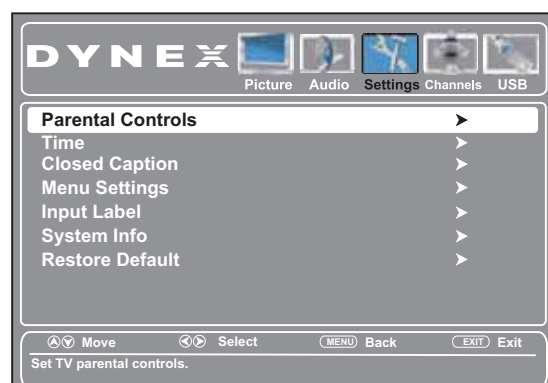 DYNEX
Picture Audio Settings Channels USB
Parental Controls
Time
Closed Caption
Menu Settings
Input Label
System Info
Restore Default
Move Select MENU Back EXIT Exit
Set TV parental controls.